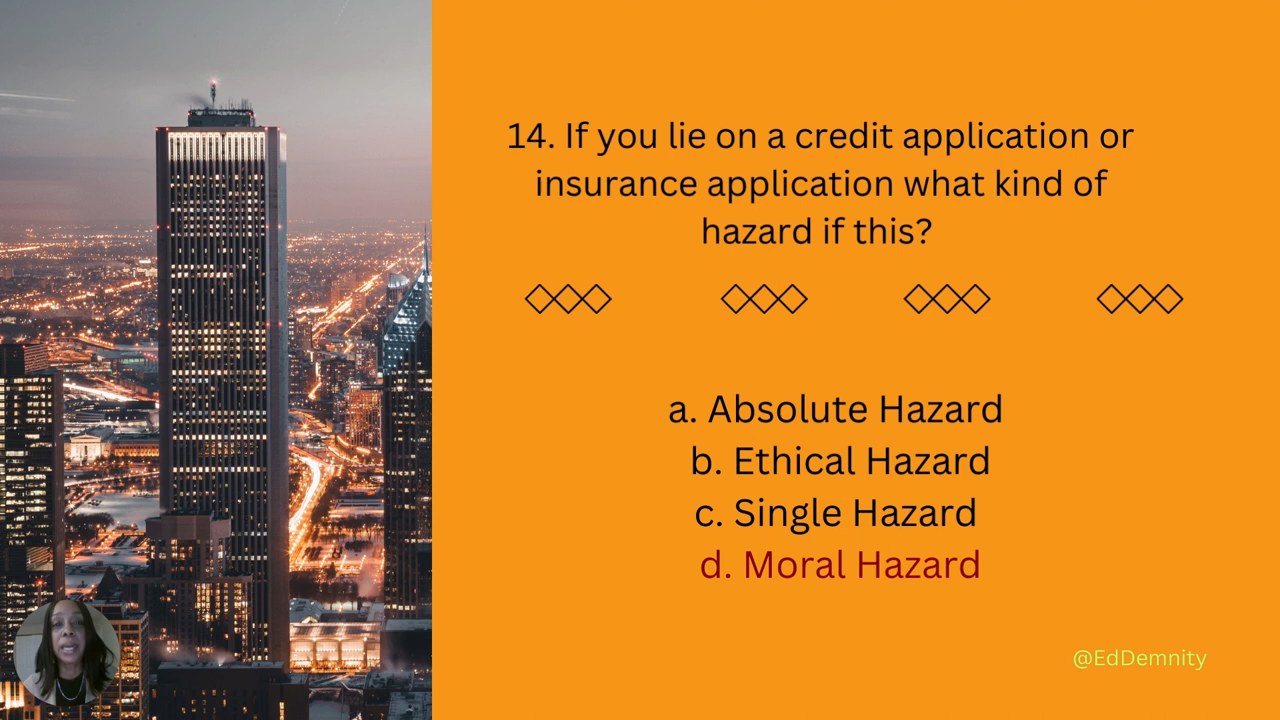 14. If you lie on a credit application or
insurance application what kind of
hazard if this?
a. Absolute Hazard
b. Ethical Hazard
c. Single Hazard
d. Moral Hazard
@EdDemnity